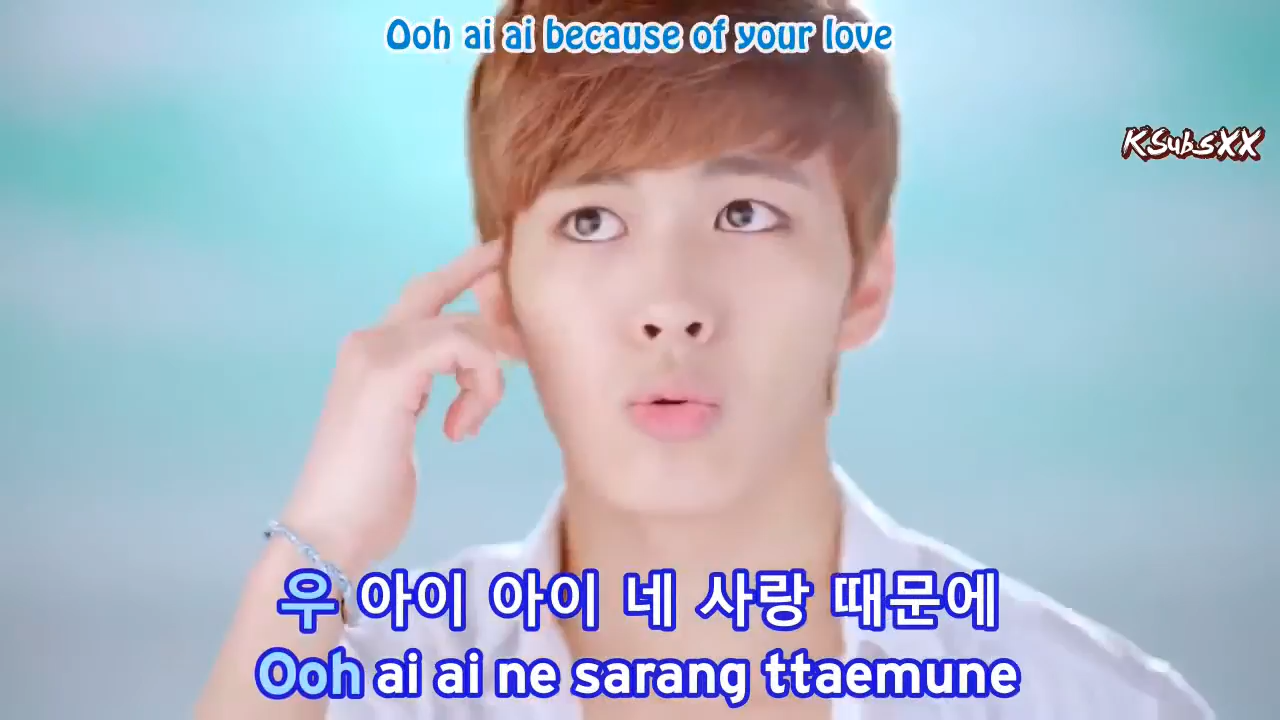 Ooh ai ai because of your love
KSubsXX
우 아이 아이 네 사랑 때문에
Ooh ai ai ne sarang ttaemune